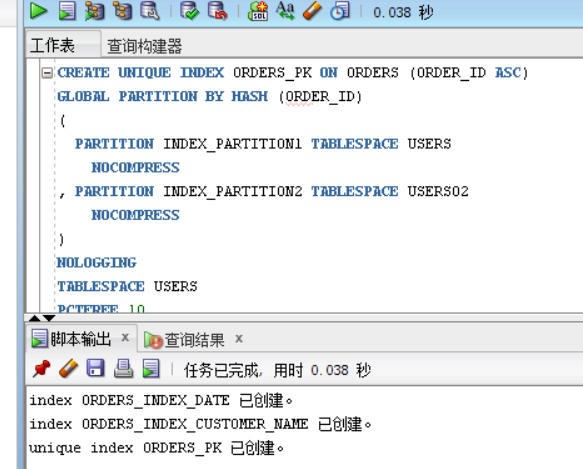 0.038 秒
工作表 查询构建器
CREATE UNIQUE INDEX ORDERS_PK ON ORDERS (ORDER_ID ASC)
GLOBAL PARTITION BY HASH (ORDER_ID)
(
PARTITION INDEX_PARTITION1 TABLESPACE USERS
NOCOMPRESS
, PARTITION INDEX_PARTITION2 TABLESPACE USERS02
NOCOMPRESS
)
NOLOGGING
TABLESPACE USERS
PCTFREE 10
脚本输出 x 查询结果 x
任务已完成, 用时 0.038 秒
index ORDERS_INDEX_DATE 已创建。
index ORDERS_INDEX_CUSTOMER_NAME 已创建。
unique index ORDERS_PK 已创建。